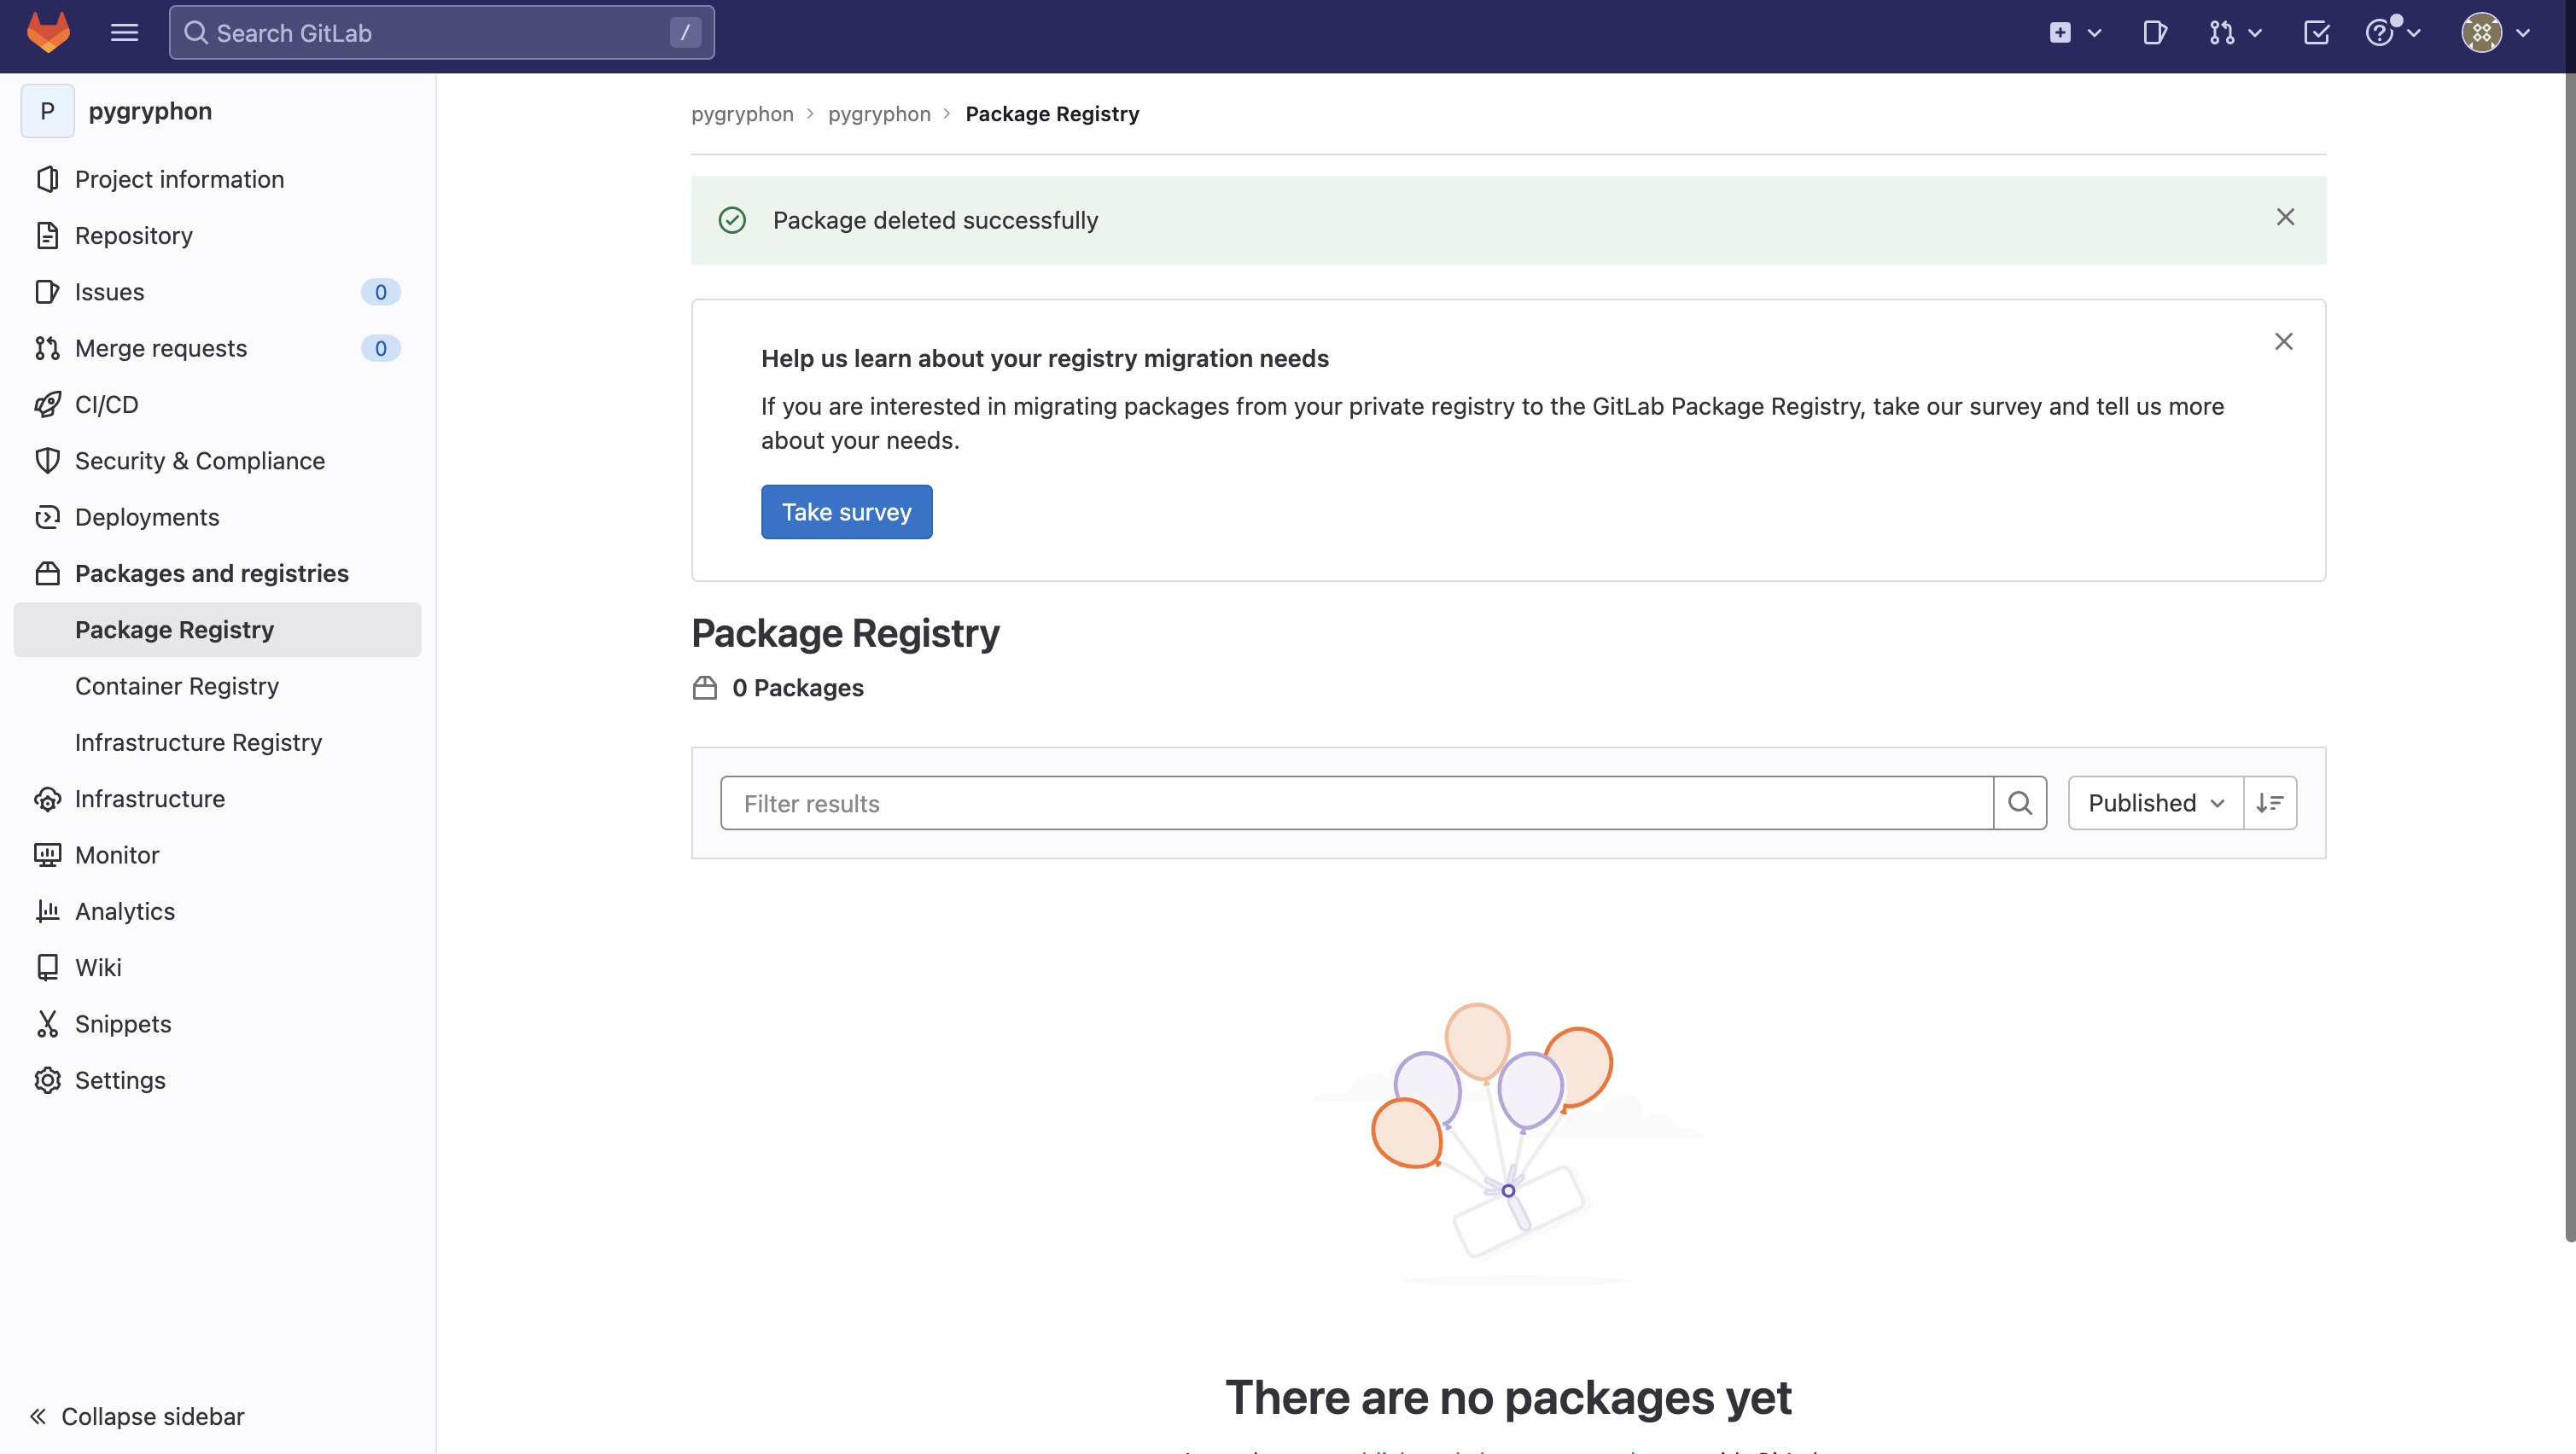 Search GitLab /
P pygryphon
Project information
Repository
Issues 0
Merge requests 0
CI/CD
Security & Compliance
Deployments
Packages and registries
Package Registry
Container Registry
Infrastructure Registry
Infrastructure
Monitor
Analytics
Wiki
Snippets
Settings
Collapse sidebar
pygryphon pygryphon Package Registry
Package deleted successfully
Help us learn about your registry migration needs
If you are interested in migrating packages from your private registry to the GitLab Package Registry, take our survey and tell us more
about your needs.
Take survey
Package Registry
0 Packages
Filter results Published
There are no packages yet